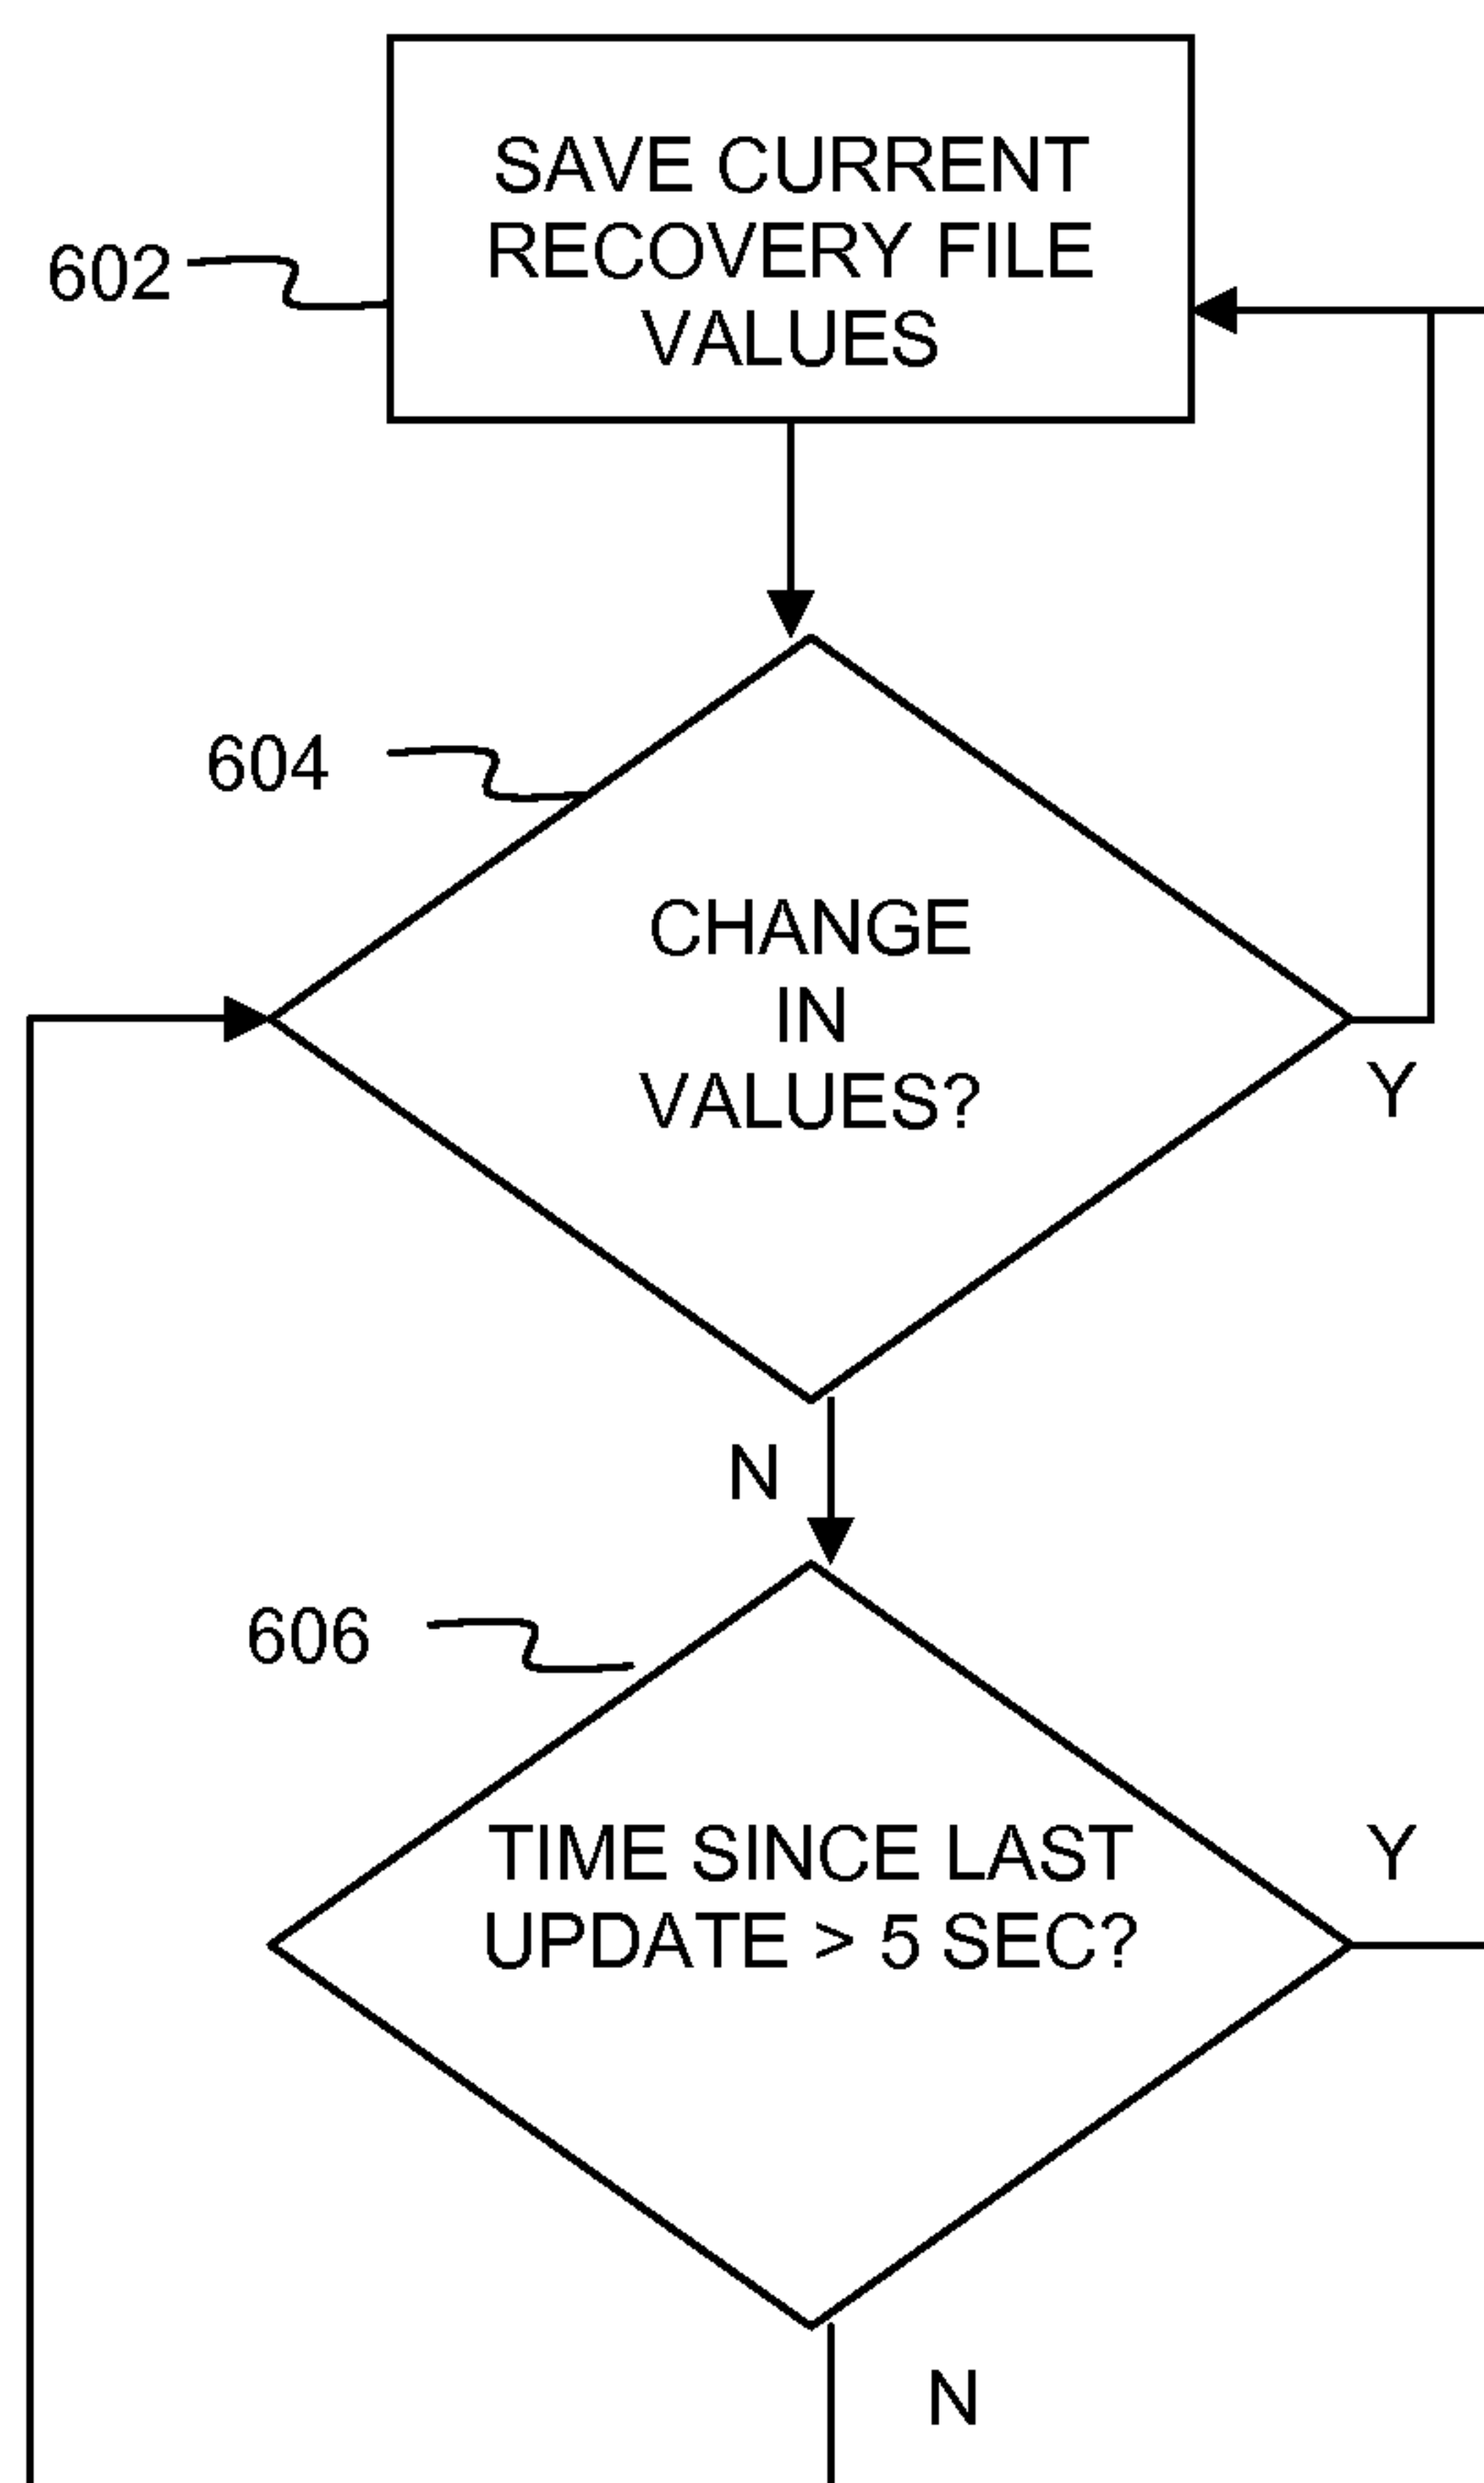 SAVE CURRENT
RECOVERY FILE
VALUES
602
604
CHANGE
IN
VALUES?
Y
N
606
TIME SINCE LAST
UPDATE > 5 SEC?
Y
N